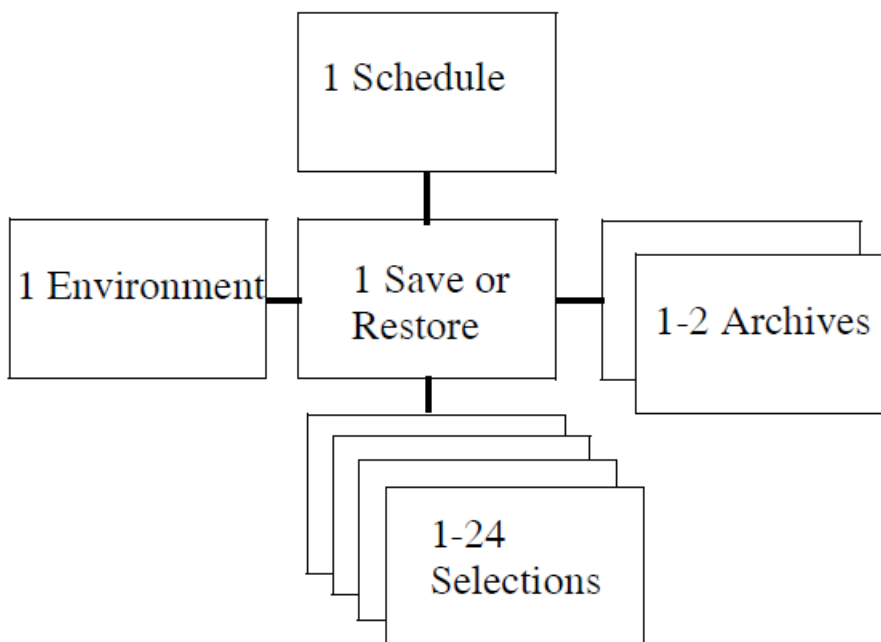 1 Schedule
1 Environment
1 Save or
Restore
1-2 Archives
1-24
Selections